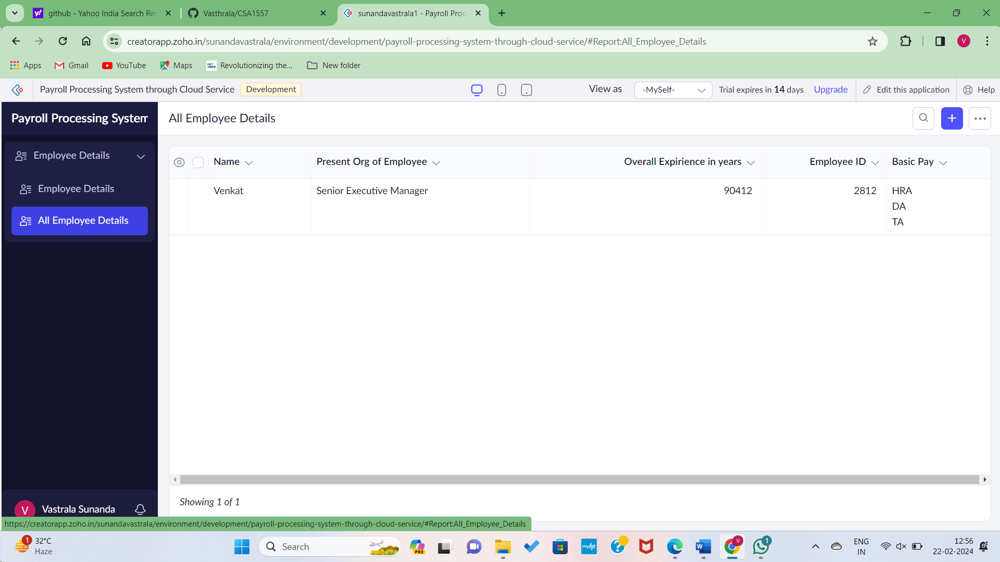 github - Yahoo India Search Res
Vasthrala/CSA1557
sunandavastrala1 - Payroll Proc
creatorapp.zoho.in/sunandavastrala/environment/development/payroll-processing-system-through-cloud-service/#Report:All_Employee_Details
V
Apps
Gmail
YouTube
Maps
Revolutionizing the...
New folder
Payroll Processing System through Cloud Service
Development
View as
-MySelf-
Trial expires in 14 days
Upgrade
Edit this application
Help
Payroll Processing System
All Employee Details
Employee Details
Employee Details
All Employee Details
Name
Present Org of Employee
Overall Expirience in years
Employee ID
Basic Pay
Venkat
Senior Executive Manager
90412
2812
HRA
DA
TA
Showing 1 of 1
V
Vastrala Sunanda
https://creatorapp.zoho.in/sunandavastrala/environment/development/payroll-processing-system-through-cloud-service/#Report:All_Employee_Details
1
32°C
Haze
Search
PRE
myhp
W
V
1
ENG
IN
12:56
22-02-2024